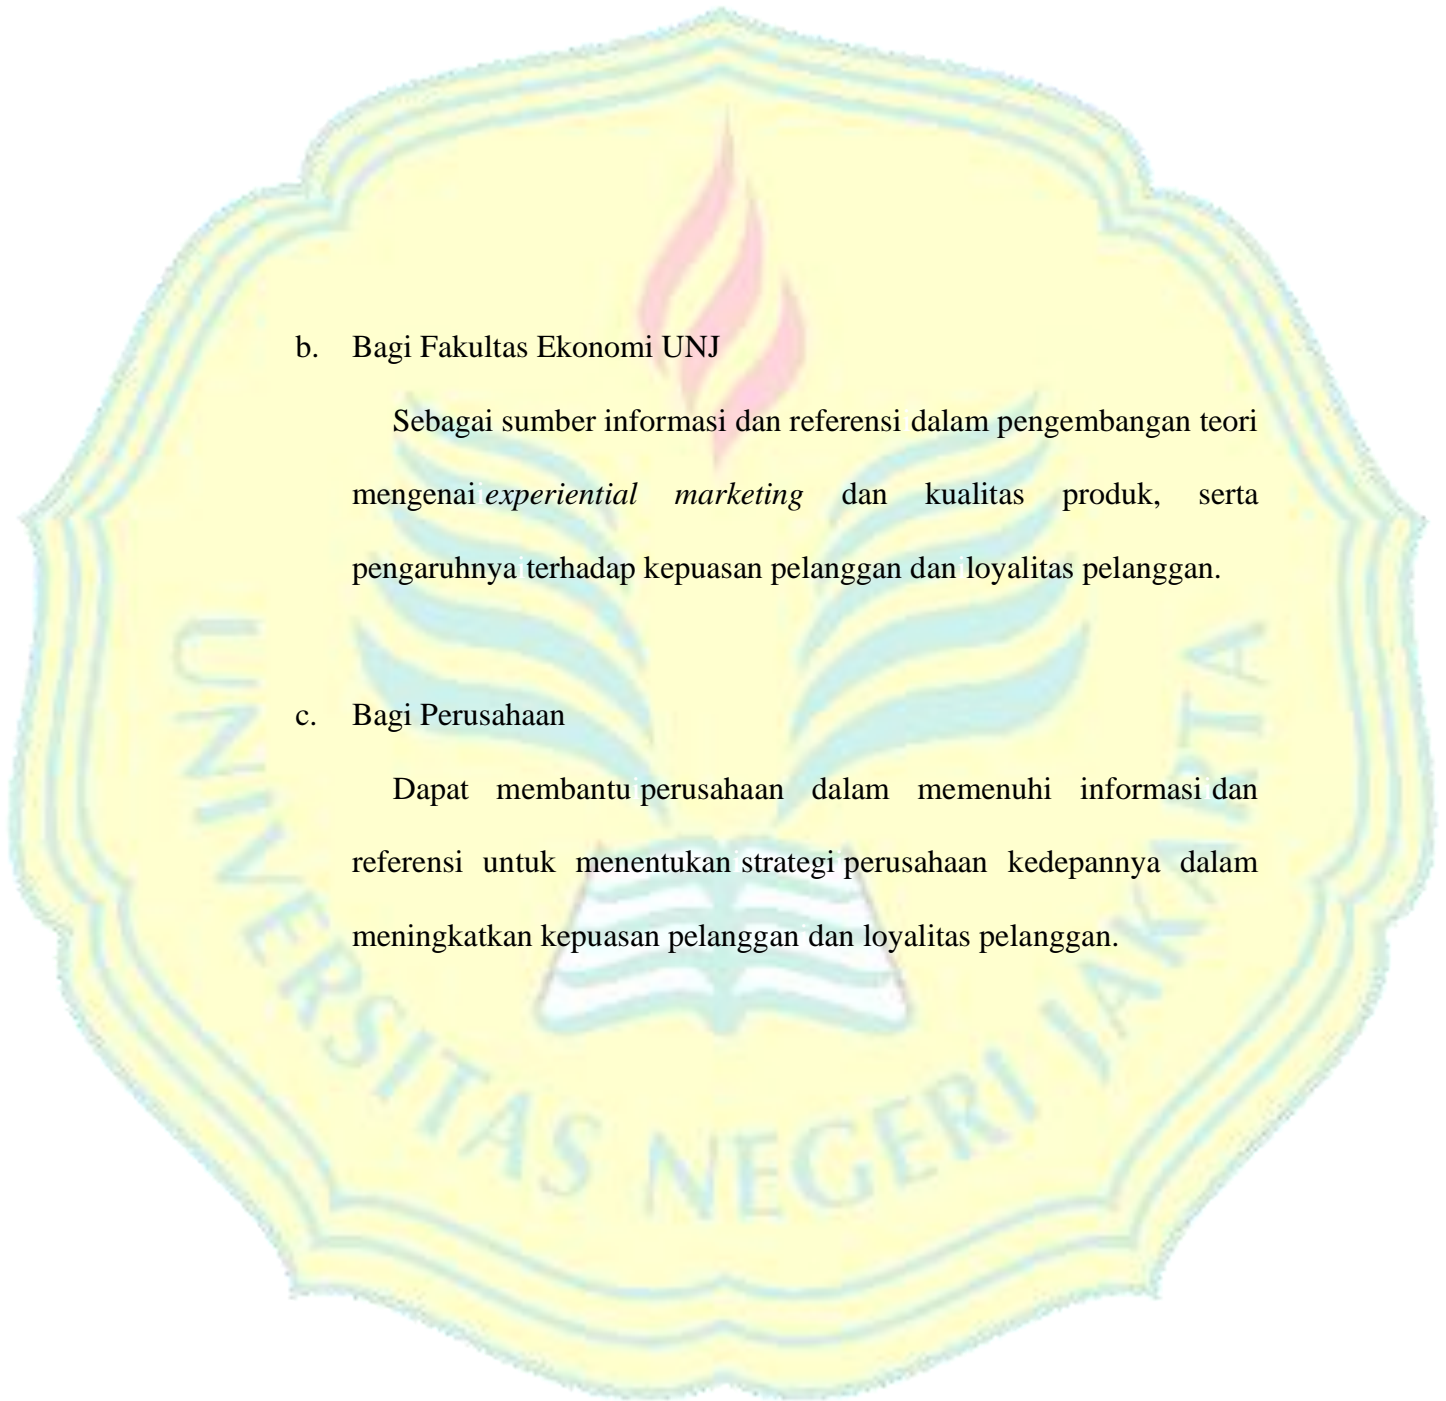 b. Bagi Fakultas Ekonomi UNJ
Sebagai sumber informasi dan referensi dalam pengembangan teori
mengenai experiential marketing dan kualitas produk, serta
pengaruhnya terhadap kepuasan pelanggan dan loyalitas pelanggan.
c. Bagi Perusahaan
Dapat membantu perusahaan dalam memenuhi informasi dan
referensi untuk menentukan strategi perusahaan kedepannya dalam
meningkatkan kepuasan pelanggan dan loyalitas pelanggan.
UNIVERSITAS NEGERI JAKARTA